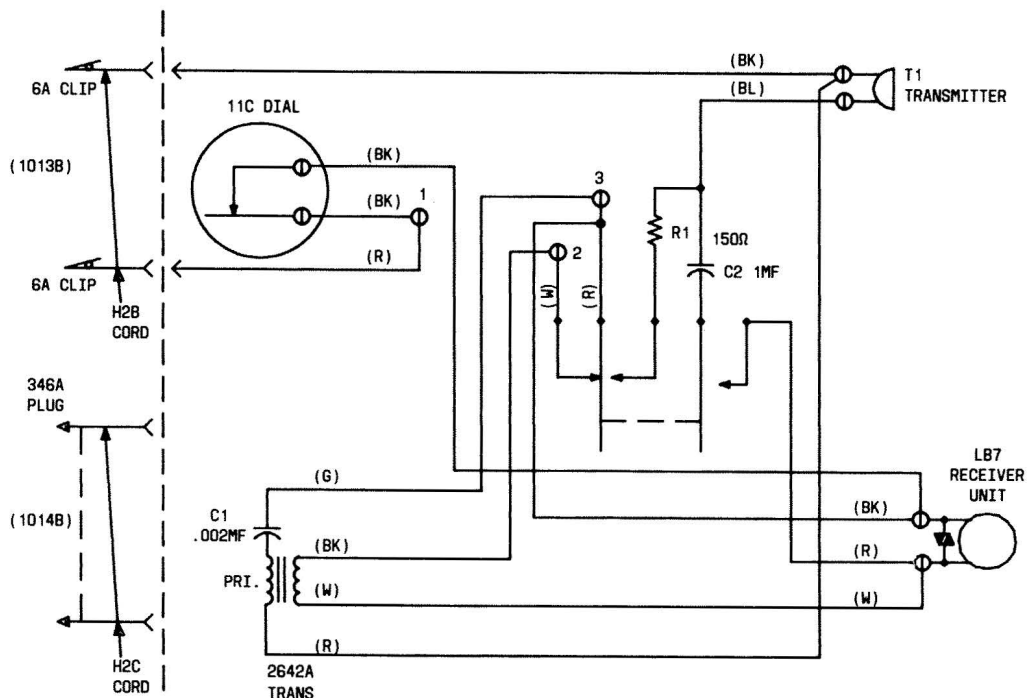 (BK)
T1
TRANSMITTER
(BL)
6A CLIP
11C DIAL
(BK)
(1013B)
(BK)
1
3
R1
150Ω
2
C2 1MF
(R)
6A CLIP
(W)
(R)
H2B
CORD
346A
PLUG
LB7
RECEIVER
UNIT
(G)
(BK)
C1
.002MF
(1014B)
(BK)
(R)
PRI.
(W)
(W)
(R)
H2C
CORD
2642A
TRANS